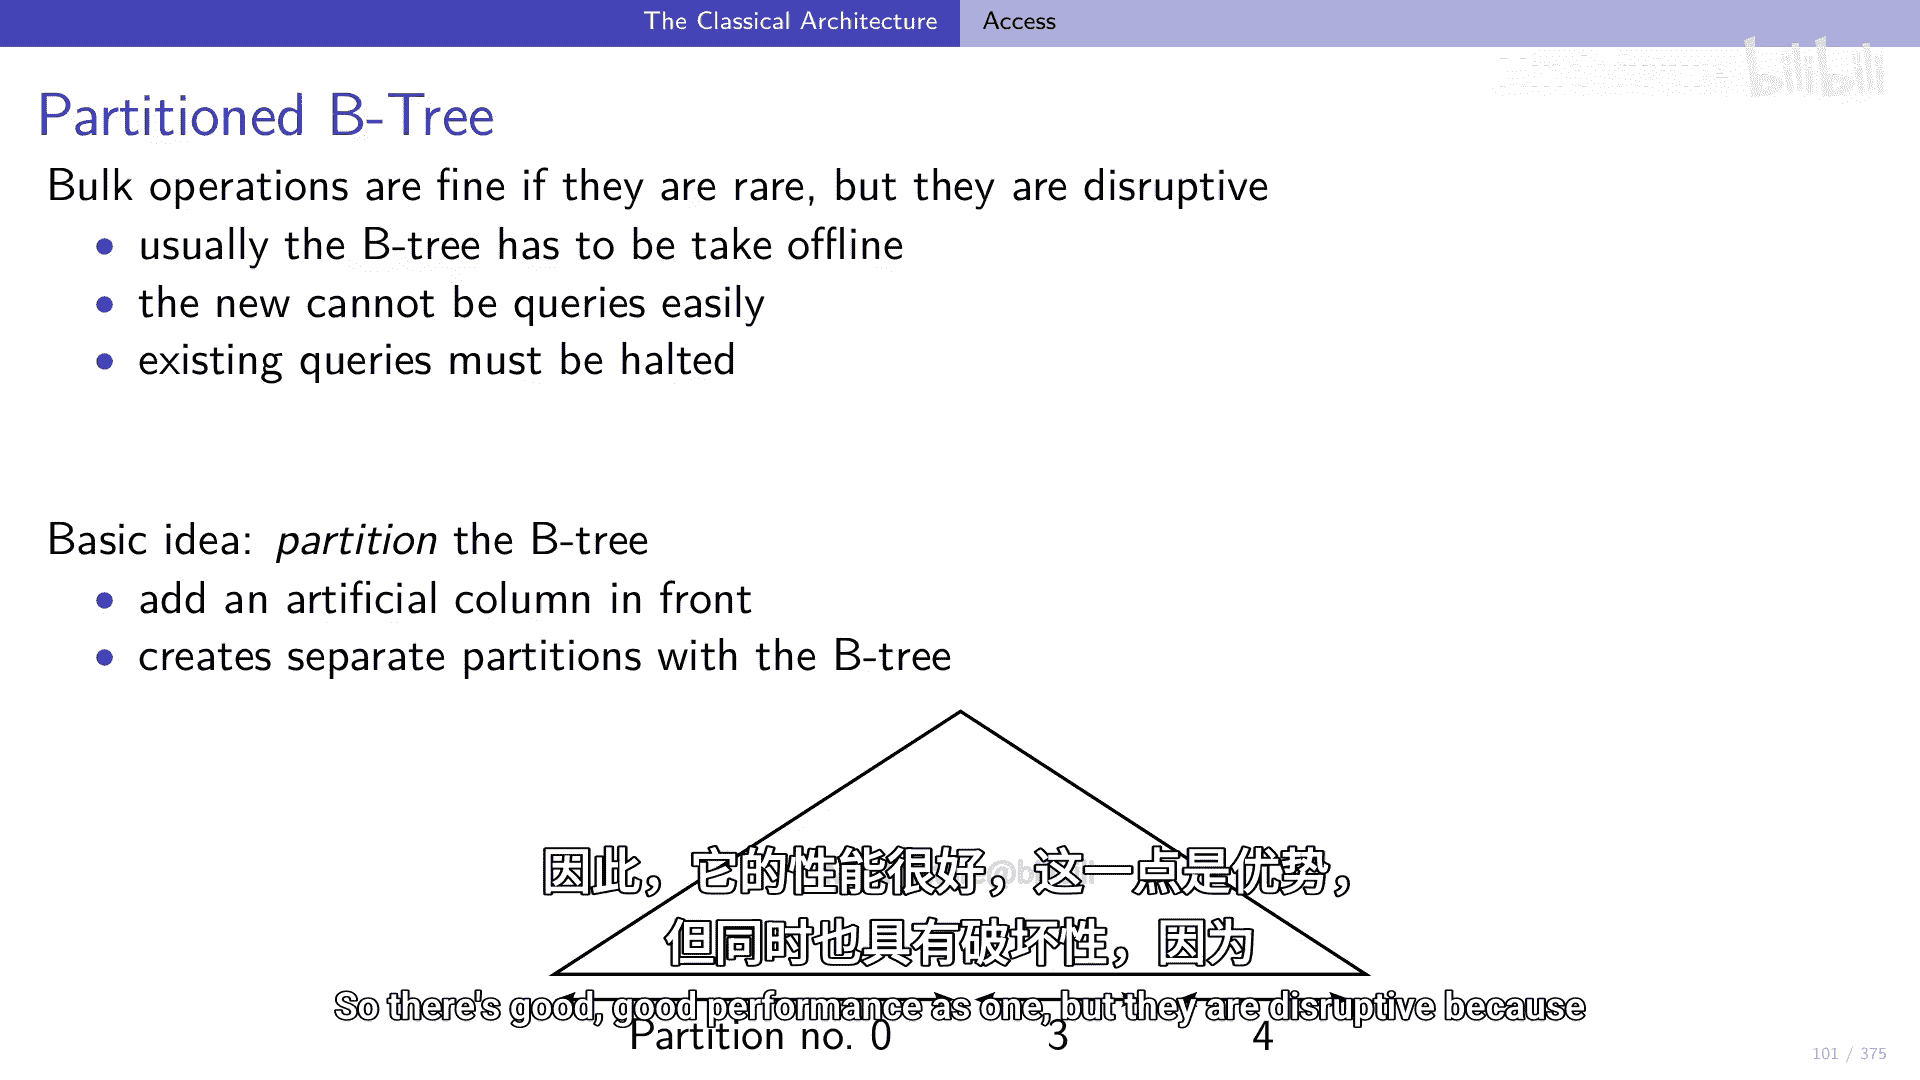 The Classical Architecture
Access
bilibili
Partitioned B-Tree
Bulk operations are fine if they are rare, but they are disruptive
• usually the B-tree has to be take offline
• the new cannot be queries easily
• existing queries must be halted
Basic idea: partition the B-tree
• add an artificial column in front
• creates separate partitions with the B-tree
因此，它的性能很好，这一点是优势，
但同时也具有破坏性，因为
So there's good, good performance as one, but they are disruptive because
Partition no. 0 3 4
101 / 375